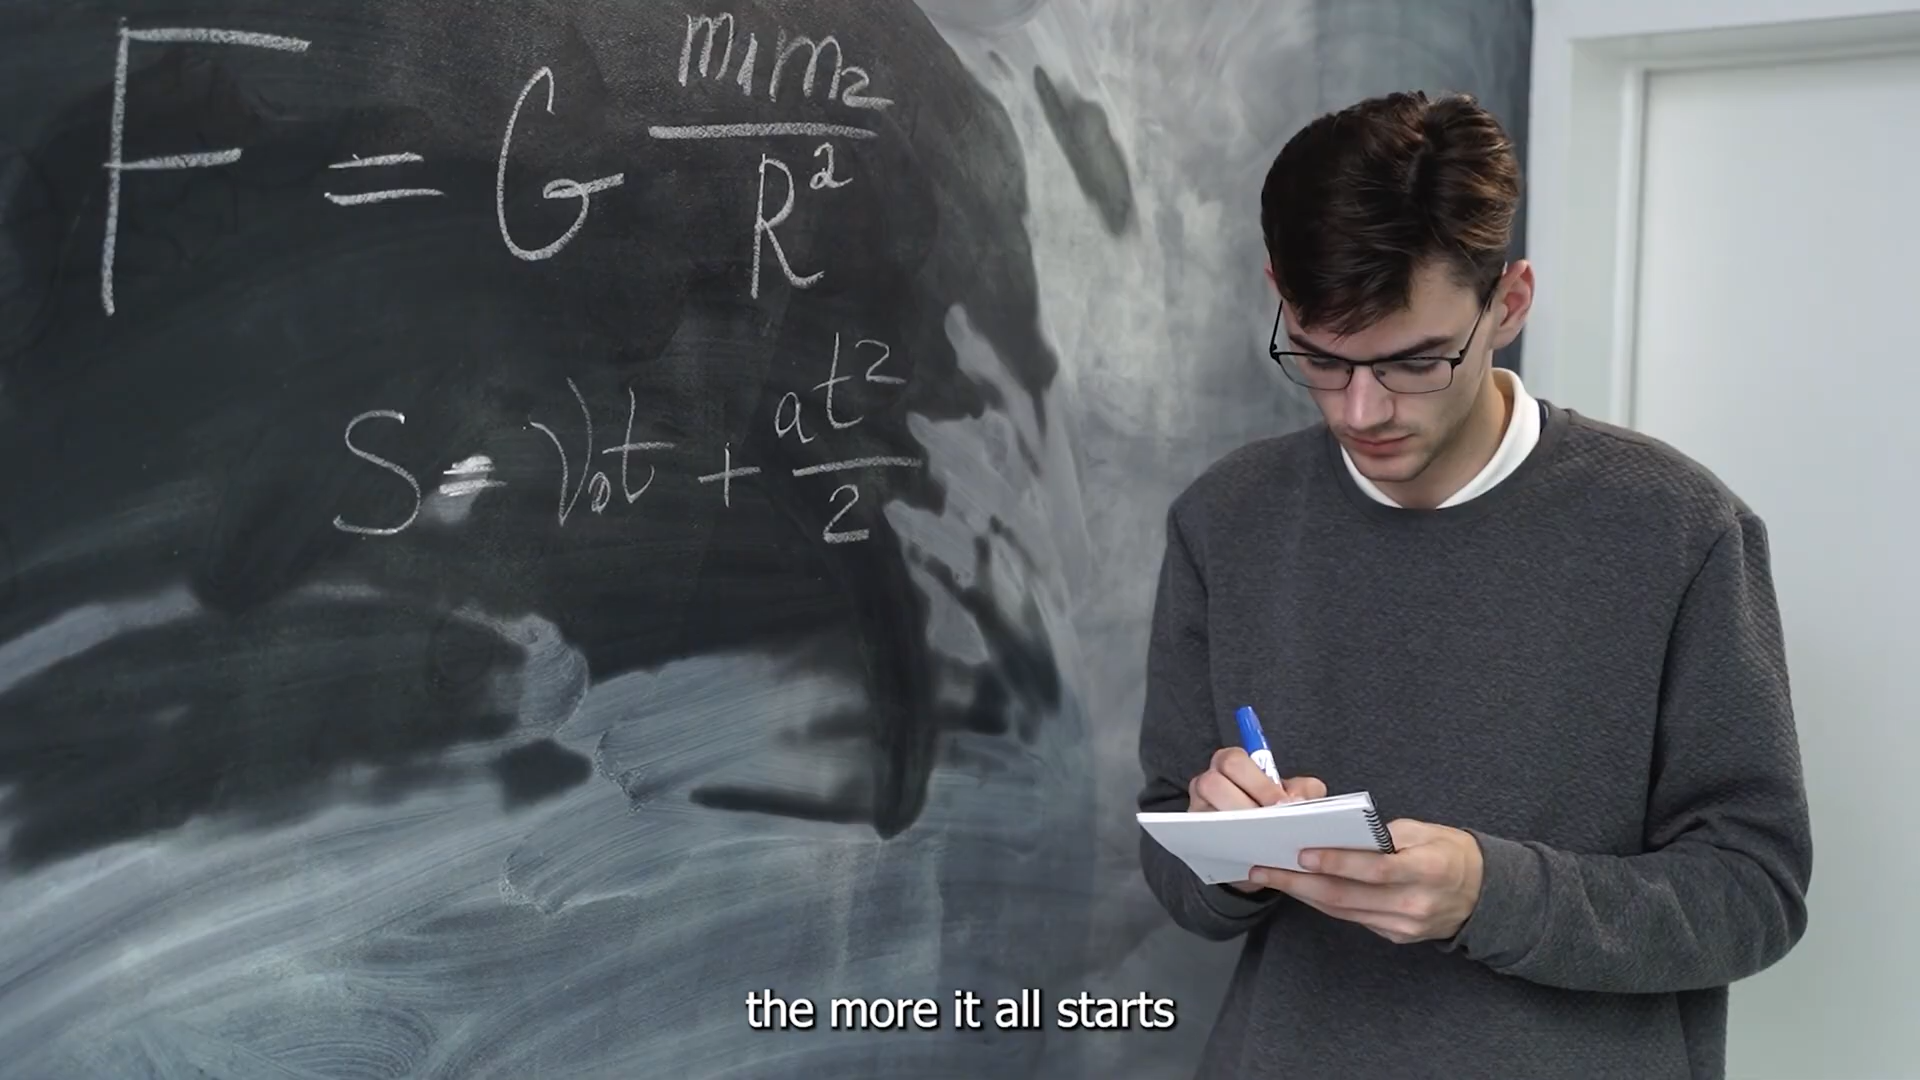 F = G m₁m₂/R²
S = V₀t + at²/2
the more it all starts